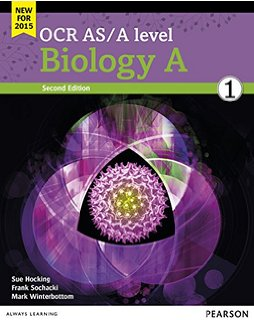 NEW
FOR
2015
OCR AS/A level
Biology A
Second Edition
1
Sue Hocking
Frank Sochacki
Mark Winterbottom
ALWAYS LEARNING
PEARSON